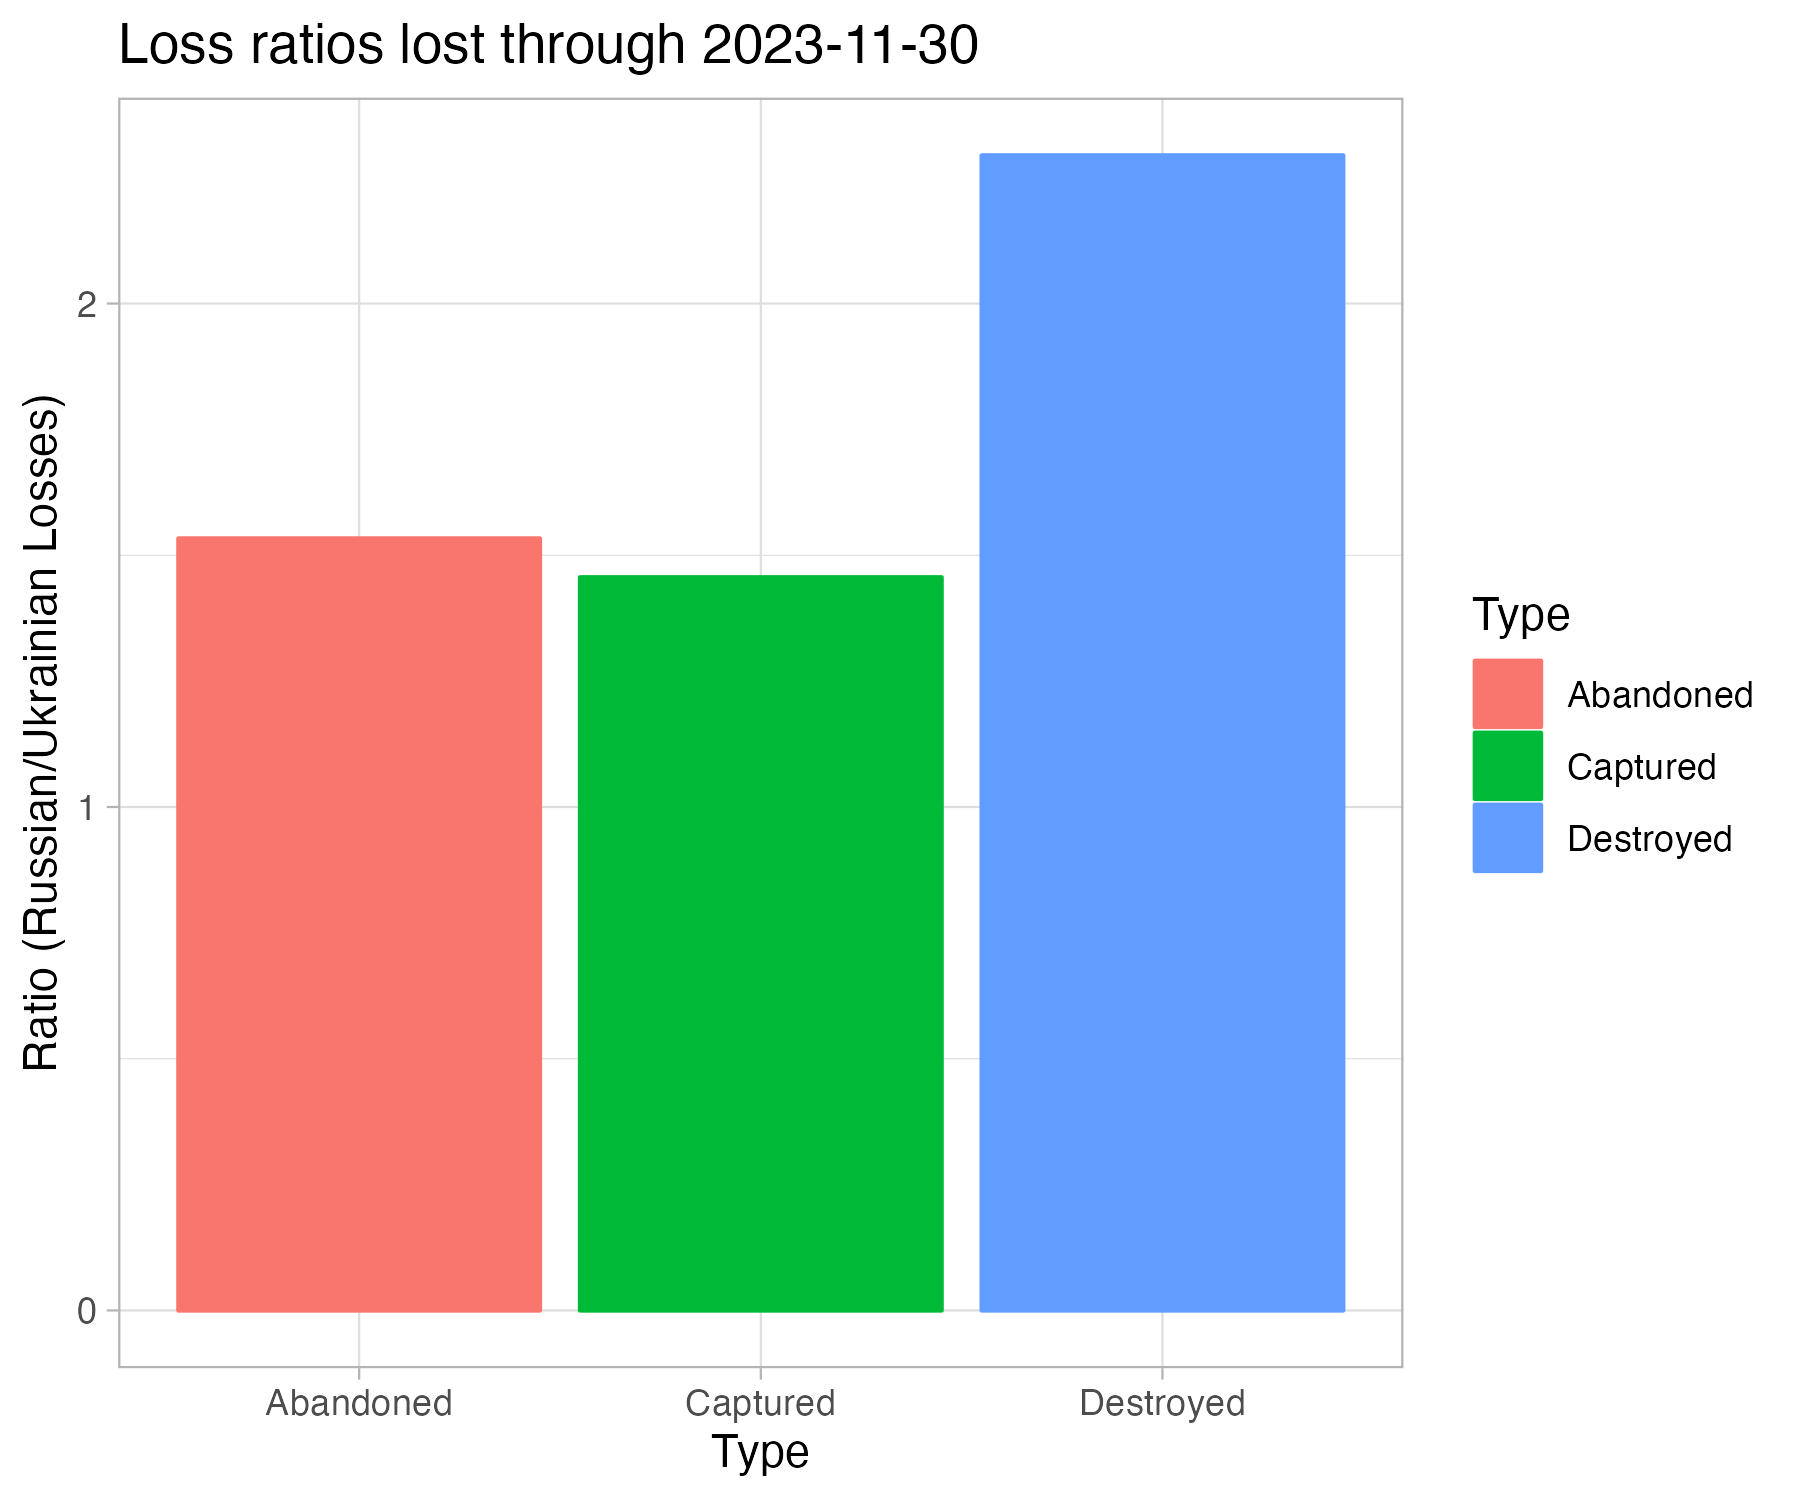 Loss ratios lost through 2023-11-30
Ratio (Russian/Ukrainian Losses)
2
1
0
Abandoned
Captured
Destroyed
Type
Type
Abandoned
Captured
Destroyed